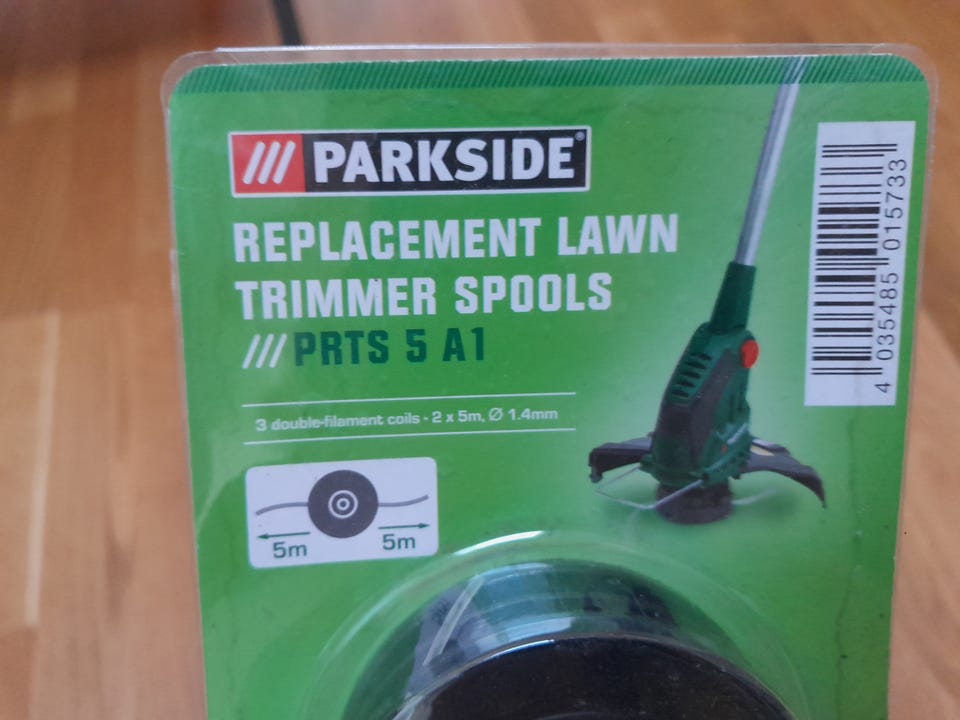 /// PARKSIDE®
REPLACEMENT LAWN
TRIMMER SPOOLS
/// PRTS 5 A1
3 double-filament coils - 2 x 5m, Ø 1.4mm
5m 5m
4 035485 015733